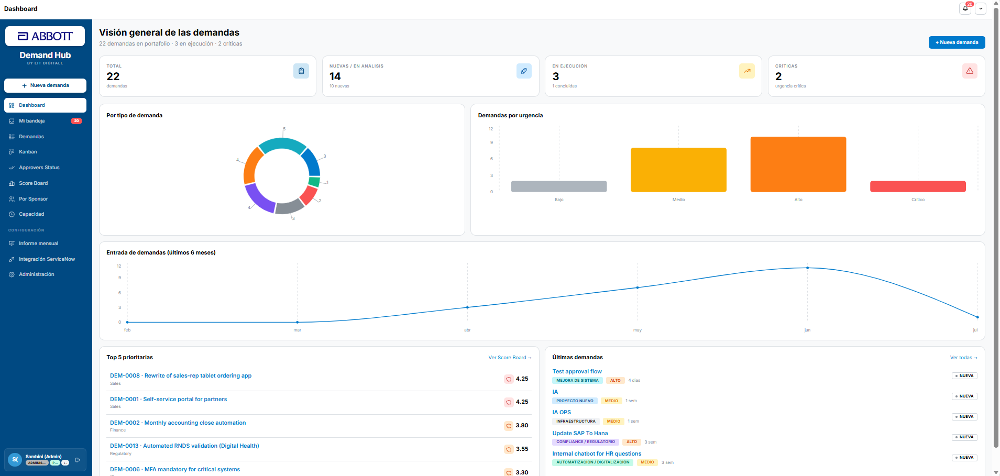 Dashboard
20
ABBOTT
Demand Hub
BY LIT DIGITALL
+ Nueva demanda
Dashboard
Mi bandeja 20
Demandas
Kanban
Approvers Status
Score Board
Por Sponsor
Capacidad
CONFIGURACIÓN
Informe mensual
Integración ServiceNow
Administración
S( Sambini (Admin)
ADMINIS... P... +.
Visión general de las demandas
22 demandas en portafolio · 3 en ejecución · 2 críticas
+ Nueva demanda
TOTAL
22
demandas
NUEVAS / EN ANÁLISIS
14
10 nuevas
EN EJECUCIÓN
3
1 concluidas
CRÍTICAS
2
urgencia crítica
Por tipo de demanda
5
3
1
2
3
4
4
Demandas por urgencia
12
9
6
3
0
Bajo Medio Alto Crítico
Entrada de demandas (últimos 6 meses)
12
9
6
3
0
feb mar abr may jun jul
Top 5 prioritarias Ver Score Board →
DEM-0008 · Rewrite of sales-rep tablet ordering app
Sales
4.25
DEM-0001 · Self-service portal for partners
Sales
4.25
DEM-0002 · Monthly accounting close automation
Finance
3.80
DEM-0013 · Automated RNDS validation (Digital Health)
Regulatory
3.55
DEM-0006 · MFA mandatory for critical systems
3.30
Últimas demandas Ver todas →
Test approval flow
MEJORA DE SISTEMA ALTO 4 días
NUEVA
IA
PROYECTO NUEVO MEDIO 1 sem
NUEVA
IA OPS
INFRAESTRUCTURA MEDIO 1 sem
NUEVA
Update SAP To Hana
COMPLIANCE / REGULATORIO ALTO 3 sem
NUEVA
Internal chatbot for HR questions
AUTOMATIZACIÓN / DIGITALIZACIÓN MEDIO 3 sem
NUEVA